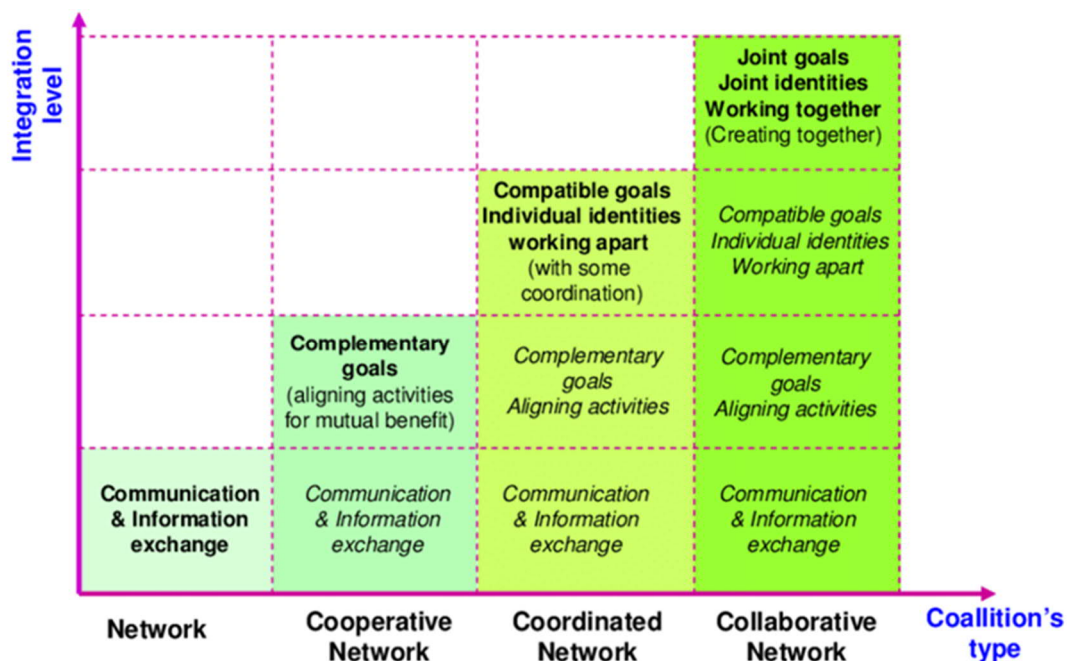 Integration
level
Joint goals
Joint identities
Working together
(Creating together)
Compatible goals
Individual identities
working apart
(with some
coordination)
Compatible goals
Individual identities
Working apart
Complementary
goals
(aligning activities
for mutual benefit)
Complementary
goals
Aligning activities
Complementary
goals
Aligning activities
Communication
& Information
exchange
Communication
& Information
exchange
Communication
& Information
exchange
Communication
& Information
exchange
Network
Cooperative
Network
Coordinated
Network
Collaborative
Network
Coallition's
type